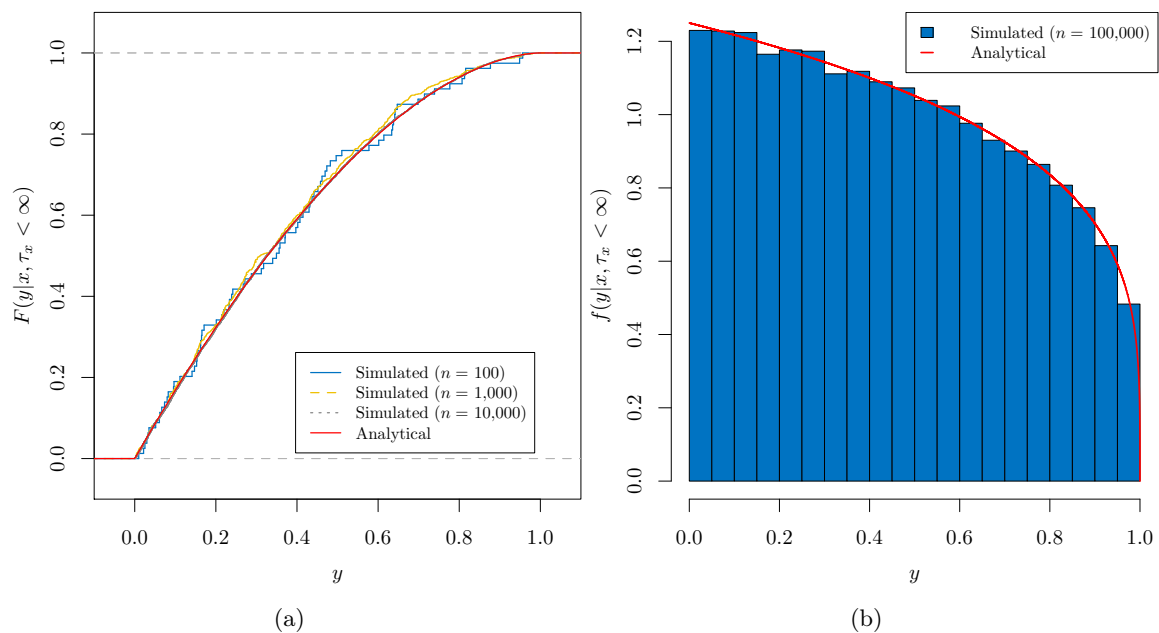 F(y|x, τx < ∞)
1.0
0.8
0.6
0.4
0.2
0.0
Simulated (n = 100)
Simulated (n = 1,000)
Simulated (n = 10,000)
Analytical
0.0 0.2 0.4 0.6 0.8 1.0
y
(a)
f(y|x, τx < ∞)
1.2
1.0
0.8
0.6
0.4
0.2
0.0
Simulated (n = 100,000)
Analytical
0.0 0.2 0.4 0.6 0.8 1.0
y
(b)